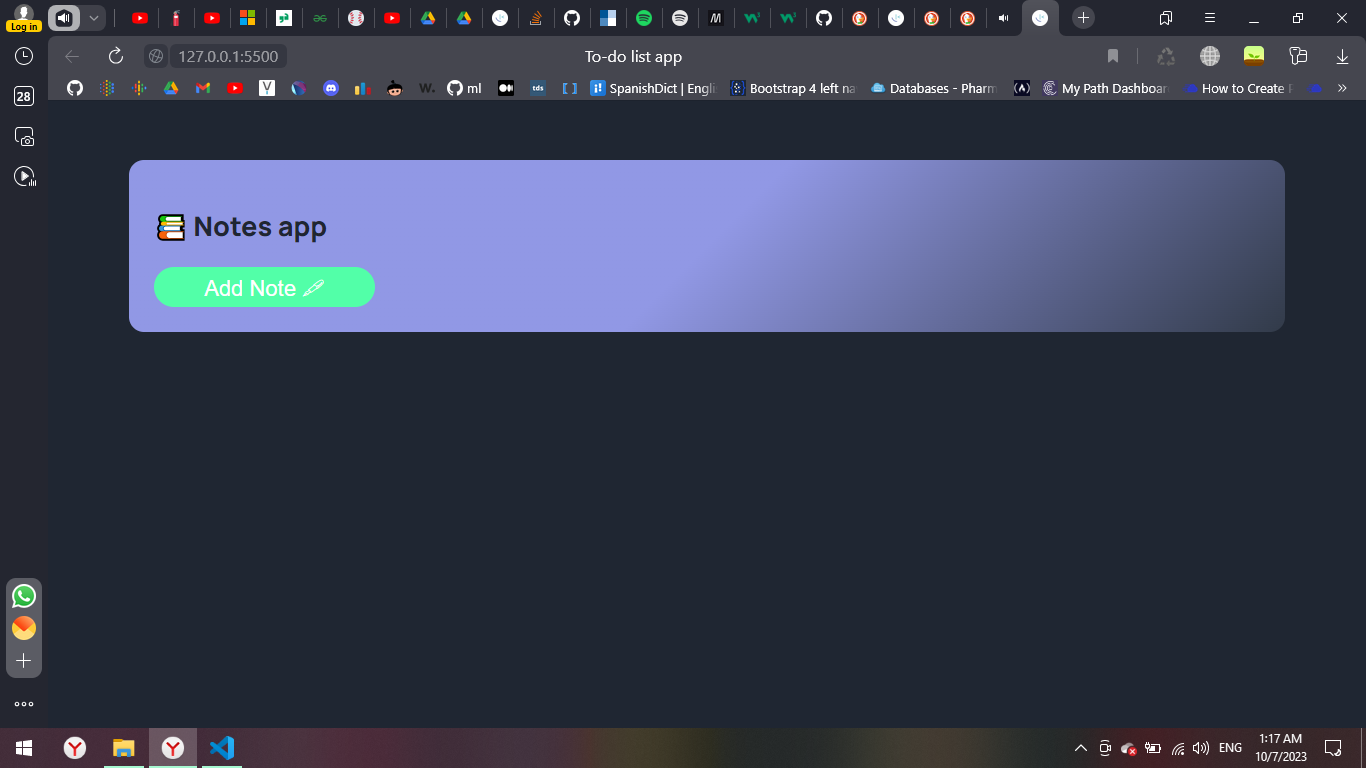 Log in
127.0.0.1:5500
To-do list app
28
ml
W.
tds
SpanishDict | Engli
Bootstrap 4 left na
Databases - Pharm
My Path Dashboar
How to Create
Notes app
Add Note
ENG
1:17 AM
10/7/2023